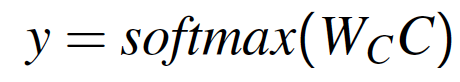 y = softmax(W_C C)